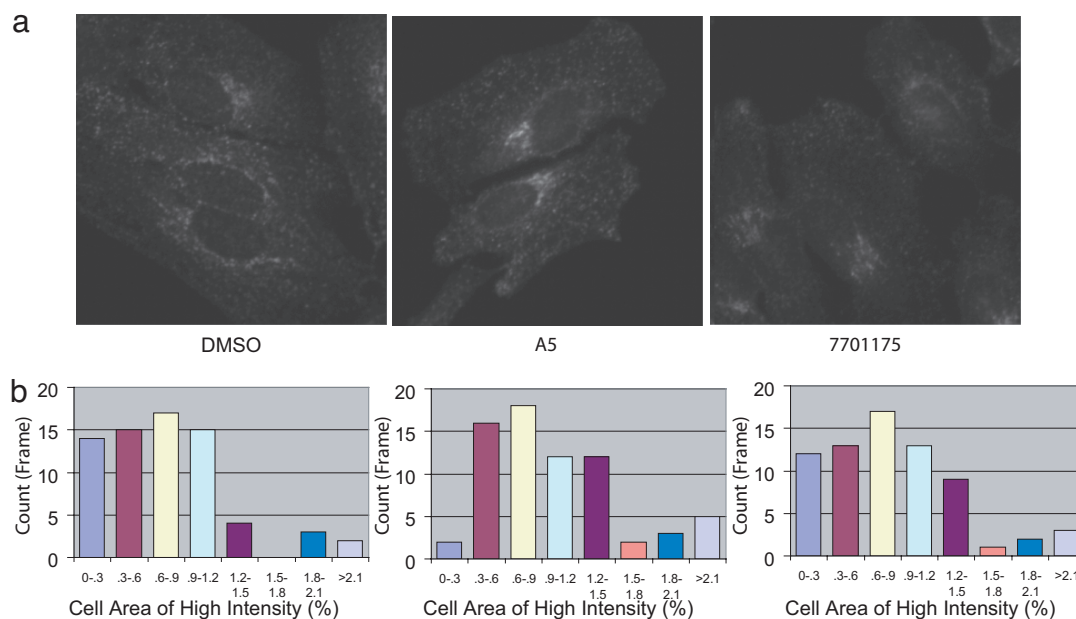 a
DMSO
A5
7701175
b
20
15
10
5
0
Count (Frame)
0-.3 .3-6 .6-.9 .9-1.2 1.2- 1.5- 1.8- >2.1
1.5 1.8 2.1
Cell Area of High Intensity (%)
20
15
10
5
0
Count (Frame)
0-.3 .3-6 .6-.9 .9-1.2 1.2- 1.5- 1.8- >2.1
1.5 1.8 2.1
Cell Area of High Intensity (%)
20
15
10
5
0
Count (Frame)
0-.3 .3-6 .6-.9 .9-1.2 1.2- 1.5- 1.8- >2.1
1.5 1.8 2.1
Cell Area of High Intensity (%)